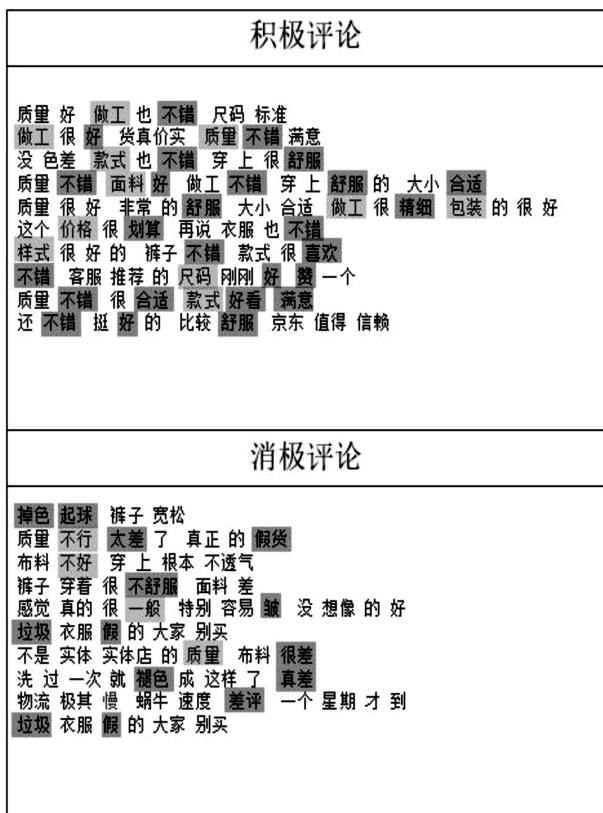 积极评论
质量 好 做工 也 不错 尺码 标准
做工 很 好 货真价实 质量 不错 满意
没 色差 款式 也 不错 穿 上 很 舒服
质量 不错 面料 好 做工 不错 穿 上 舒服 的 大小 合适
质量 很 好 非常 的 舒服 大小 合适 做工 很 精细 包装 的 很 好
这个 价格 很 划算 再说 衣服 也 不错
样式 很 好 的 裤子 不错 款式 很 喜欢
不错 客服 推荐 的 尺码 刚刚 好 赞 一个
质量 不错 很 合适 款式 好看 满意
还 不错 挺 好 的 比较 舒服 京东 值得 信赖
消极评论
掉色 起球 裤子 宽松
质量 不行 太差 了 真正 的 假货
布料 不好 穿 上 根本 不透气
裤子 穿着 很 不舒服 面料 差
感觉 真的 很 一般 特别 容易 皱 没 想像 的 好
垃圾 衣服 假 的 大家 别买
不是 实体 实体店 的 质量 布料 很差
洗 过 一次 就 褪色 成 这样 了 真差
物流 极其 慢 蜗牛 速度 差评 一个 星期 才 到
垃圾 衣服 假 的 大家 别买